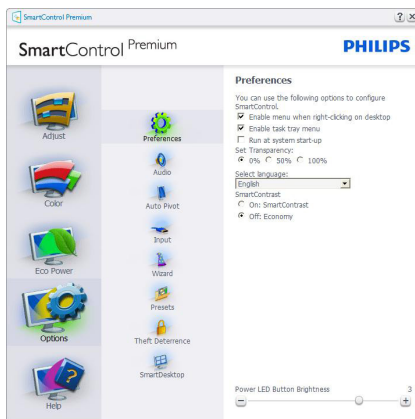 SmartControl Premium
SmartControl Premium
PHILIPS
Adjust
Color
Eco Power
Options
Help
Preferences
Audio
Auto Pivot
Input
Wizard
Presets
Theft Deterrence
SmartDesktop
Preferences
You can use the following options to configure
SmartControl.
Enable menu when right-clicking on desktop
Enable task tray menu
Run at system start-up
Set Transparency:
0% 50% 100%
Select language:
English
SmartContrast
On: SmartContrast
Off: Economy
Power LED Button Brightness 3